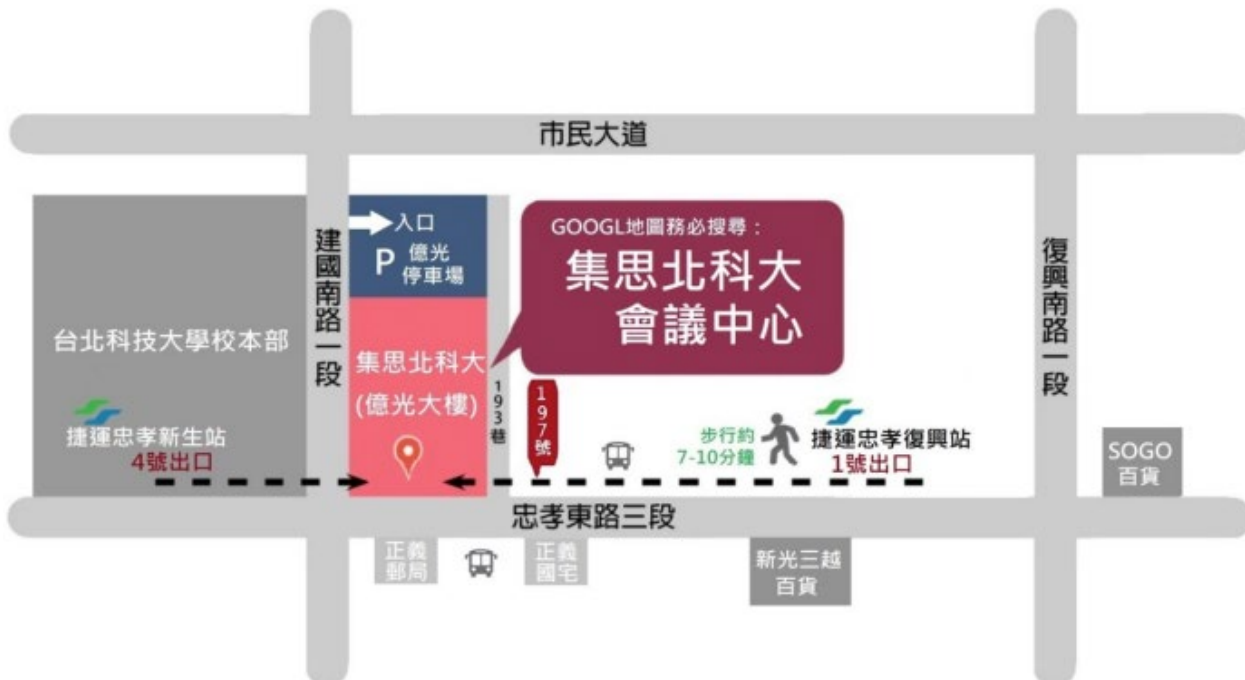 市民大道
建國南路一段
復興南路一段
入口
P 億光
停車場
GOOGL地圖務必搜尋：
集思北科大
會議中心
台北科技大學校本部
集思北科大
(億光大樓)
193巷
197號
捷運忠孝新生站
4號出口
步行約
7-10分鐘
捷運忠孝復興站
1號出口
SOGO
百貨
忠孝東路三段
正義
郵局
正義
國宅
新光三越
百貨